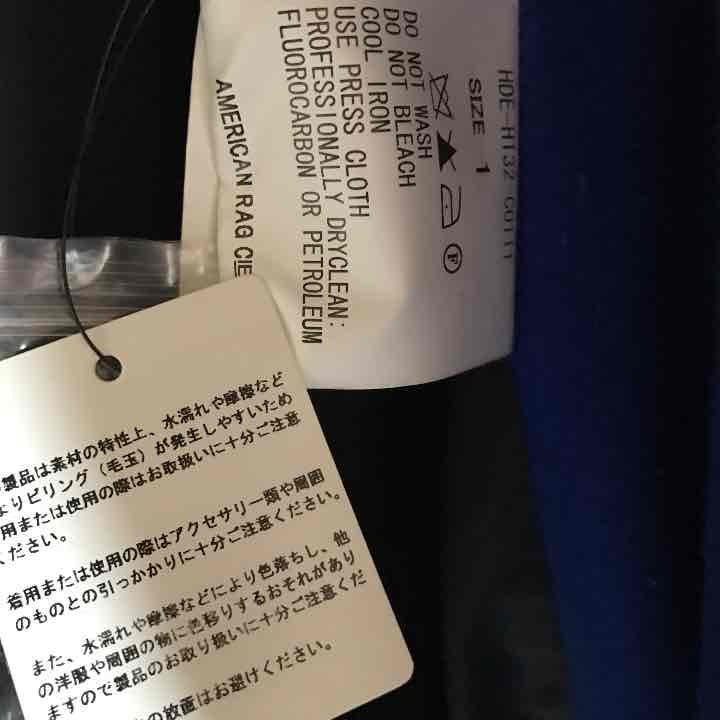 HDE-H132 C0111
SIZE 1
F
DO NOT WASH
DO NOT BLEACH
COOL IRON
USE PRESS CLOTH
PROFESSIONALLY DRYCLEAN:
FLUOROCARBON OR PETROLEUM
AMERICAN RAG CIE
製品は素材の特性上、水濡れや摩擦など
よりピリング（毛玉）が発生しやすいため
用または使用の際はお取扱いに十分ご注意
ください。
着用または使用の際はアクセサリー類や周囲
のものとの引っかかりに十分ご注意ください。
また、水濡れや摩擦などにより色落ちし、他
の洋服や周囲の物に色移りするおそれがあり
ますので製品のお取り扱いに十分ご注意くだ
の放置はお避けください。